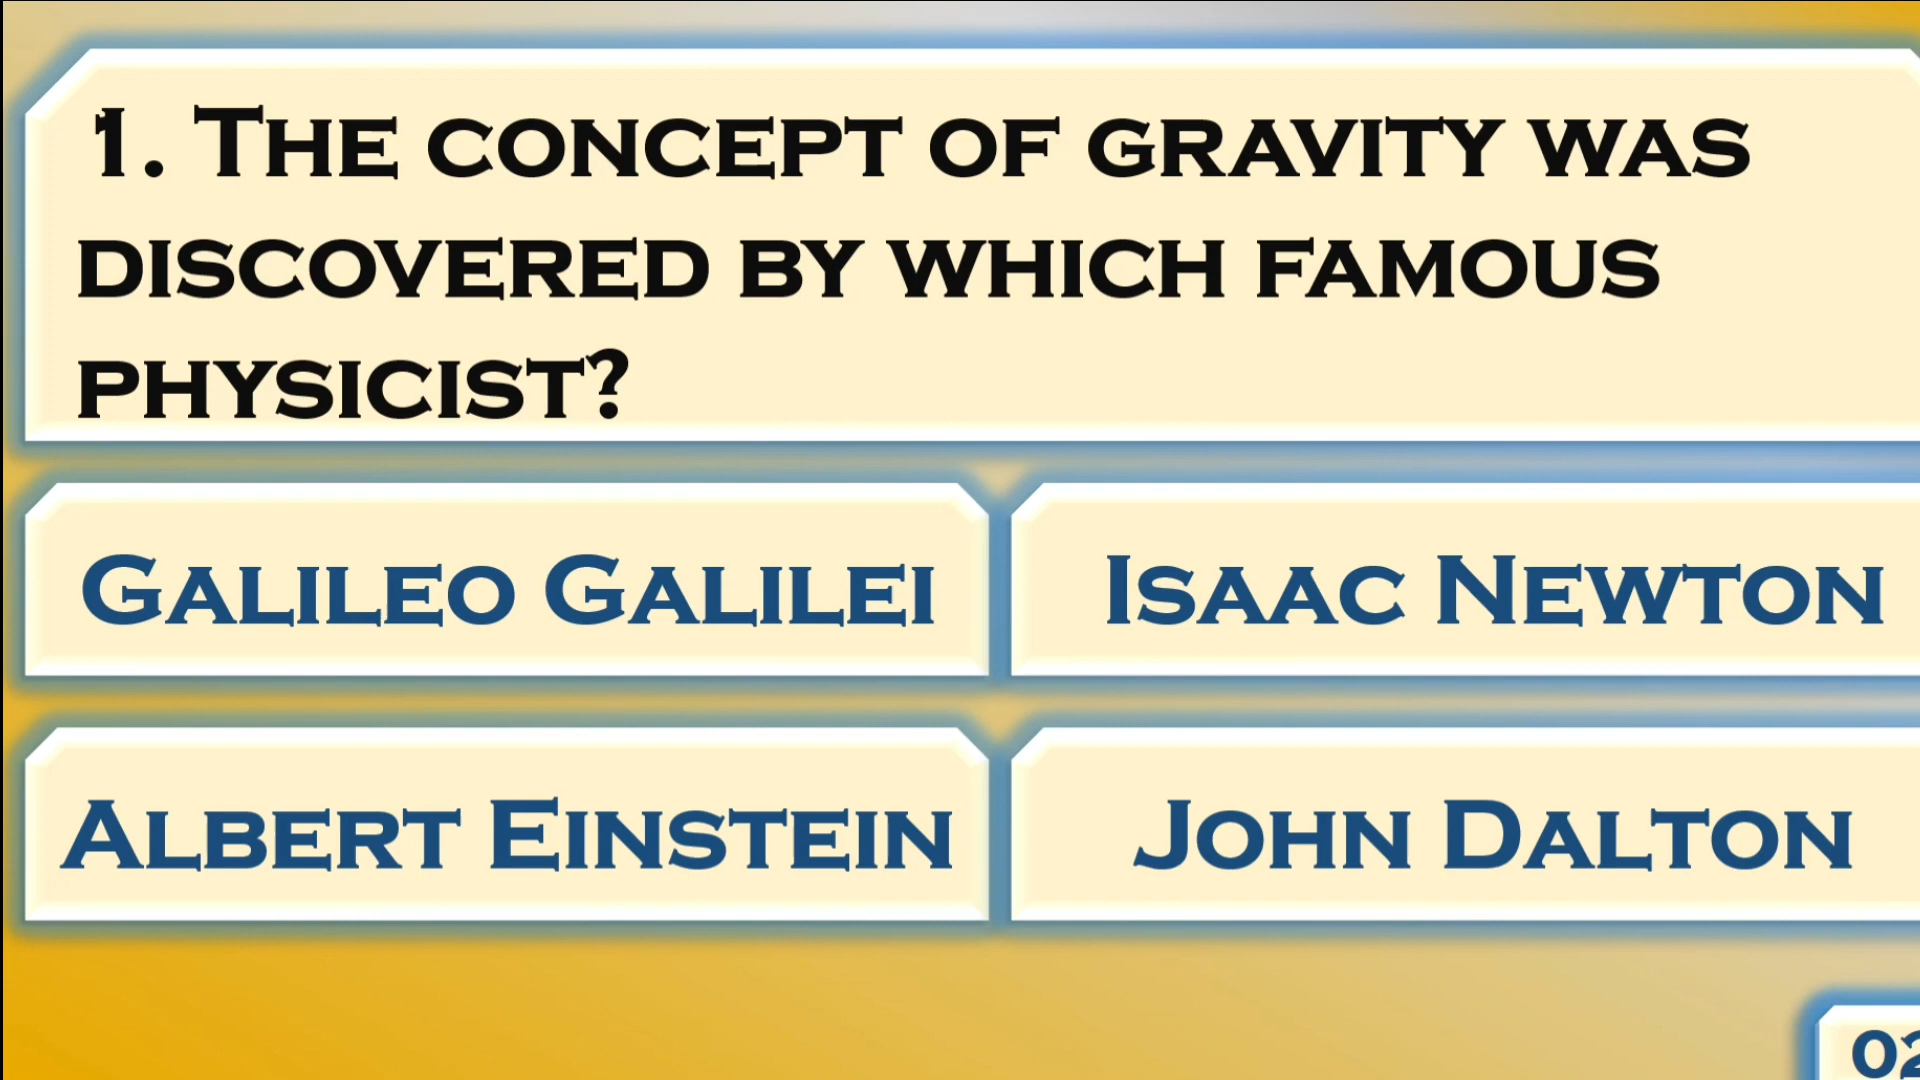 1. The concept of gravity was
discovered by which famous
physicist?
Galileo Galilei
Isaac Newton
Albert Einstein
John Dalton
02